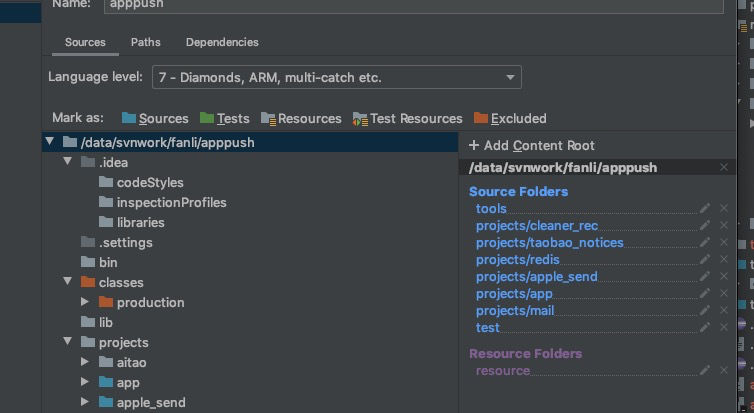 Name: apppush
Sources Paths Dependencies
Language level: 7 - Diamonds, ARM, multi-catch etc.
Mark as: Sources Tests Resources Test Resources Excluded
/data/svnwork/fanli/apppush
.idea
codeStyles
inspectionProfiles
libraries
.settings
bin
classes
production
lib
projects
aitao
app
apple_send
+ Add Content Root
/data/svnwork/fanli/apppush
Source Folders
tools
projects/cleaner_rec
projects/taobao_notices
projects/redis
projects/apple_send
projects/app
projects/mail
test
Resource Folders
resource